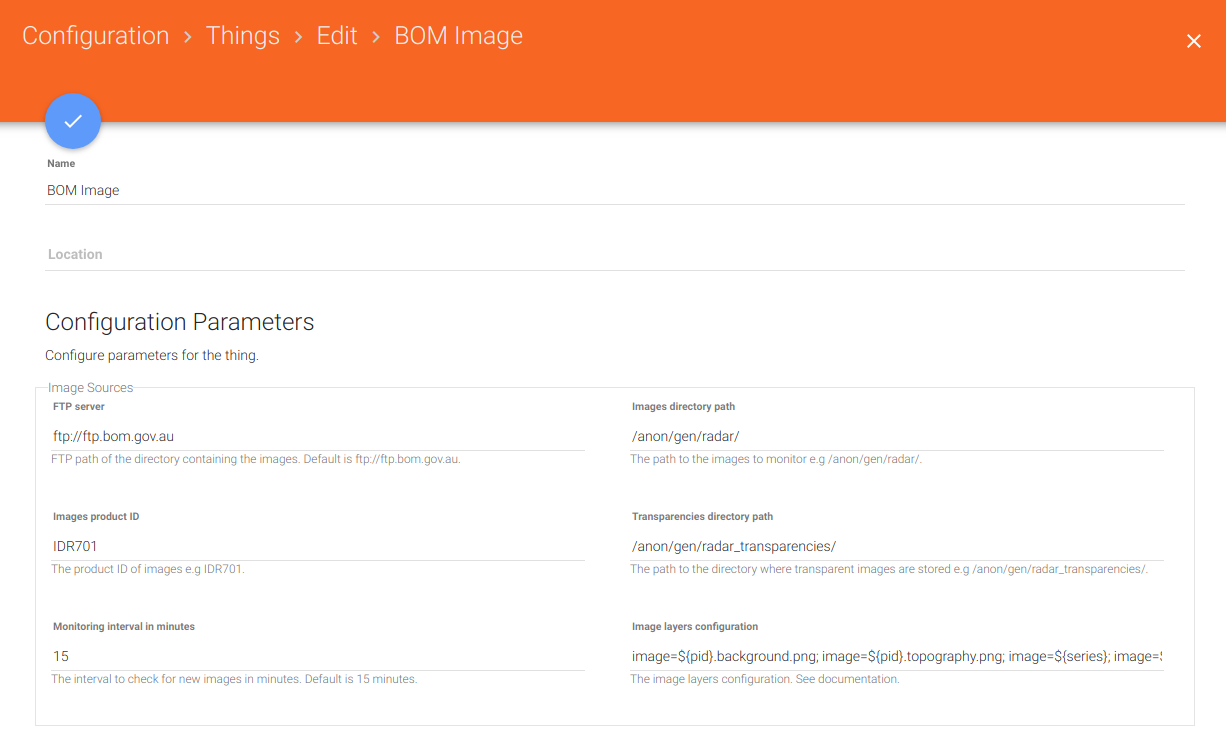 Configuration > Things > Edit > BOM Image
Name
BOM Image
Location
Configuration Parameters
Configure parameters for the thing.
Image Sources
FTP server
ftp://ftp.bom.gov.au
FTP path of the directory containing the images. Default is ftp://ftp.bom.gov.au.
Images directory path
/anon/gen/radar/
The path to the images to monitor e.g /anon/gen/radar/.
Images product ID
IDR701
The product ID of images e.g IDR701.
Transparencies directory path
/anon/gen/radar_transparencies/
The path to the directory where transparent images are stored e.g /anon/gen/radar_transparencies/.
Monitoring interval in minutes
15
The interval to check for new images in minutes. Default is 15 minutes.
Image layers configuration
image=${pid}.background.png; image=${pid}.topography.png; image=${series}; image=
The image layers configuration. See documentation.